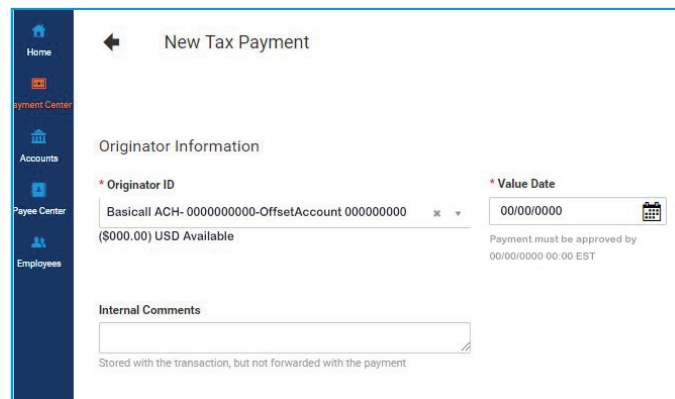 Home
New Tax Payment
ayment Center
Accounts
Payee Center
Employees
Originator Information
* Originator ID
Basicall ACH- 0000000000-OffsetAccount 000000000
($000.00) USD Available
* Value Date
00/00/0000
Payment must be approved by
00/00/0000 00:00 EST
Internal Comments
Stored with the transaction, but not forwarded with the payment